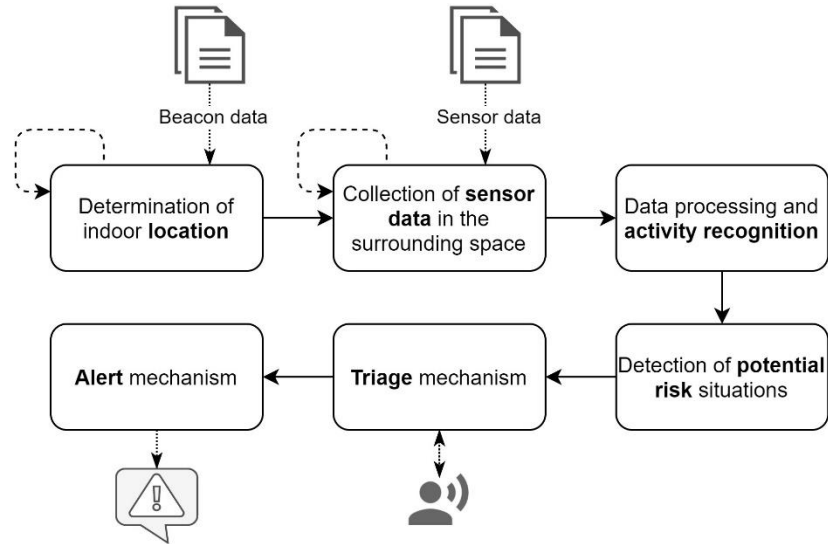 Beacon data
Sensor data
Determination of
indoor location
Collection of sensor
data in the
surrounding space
Data processing and
activity recognition
Alert mechanism
Triage mechanism
Detection of potential
risk situations
!